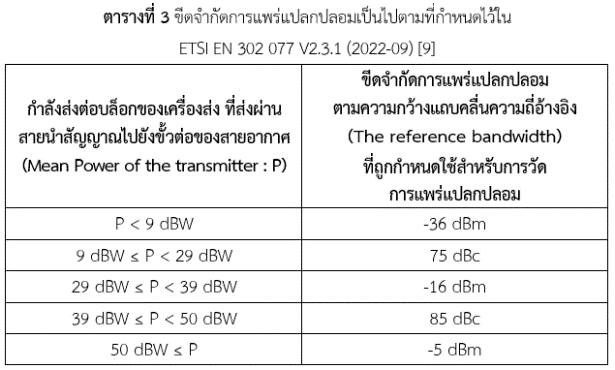 ตารางที่ 3 ขีดจำกัดการแพร่แปลกปลอมเป็นไปตามที่กำหนดไว้ใน
ETSI EN 302 077 V2.3.1 (2022-09) [9]
กำลังส่งต่อบล็อกของเครื่องส่ง ที่ส่งผ่าน
สายนำสัญญาณไปยังขั้วต่อของสายอากาศ
(Mean Power of the transmitter : P)
ขีดจำกัดการแพร่แปลกปลอม
ตามความกว้างแถบคลื่นความถี่อ้างอิง
(The reference bandwidth)
ที่ถูกกำหนดใช้สำหรับการวัด
การแพร่แปลกปลอม
P < 9 dBW -36 dBm
9 dBW ≤ P < 29 dBW 75 dBc
29 dBW ≤ P < 39 dBW -16 dBm
39 dBW ≤ P < 50 dBW 85 dBc
50 dBW ≤ P -5 dBm